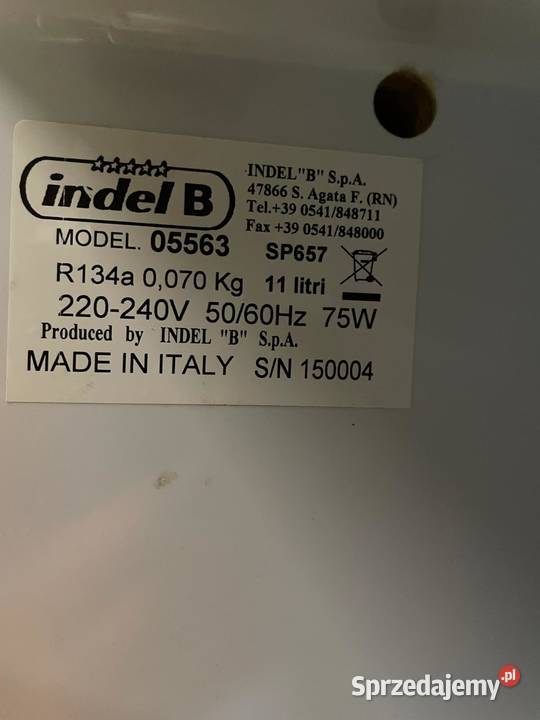 indel B
INDEL "B" S.p.A.
47866 S. Agata F. (RN)
Tel.+39 0541/848711
Fax +39 0541/848000
MODEL. 05563 SP657
R134a 0,070 Kg 11 litri
220-240V 50/60Hz 75W
Produced by INDEL "B" S.p.A.
MADE IN ITALY S/N 150004
Sprzedajemy.pl